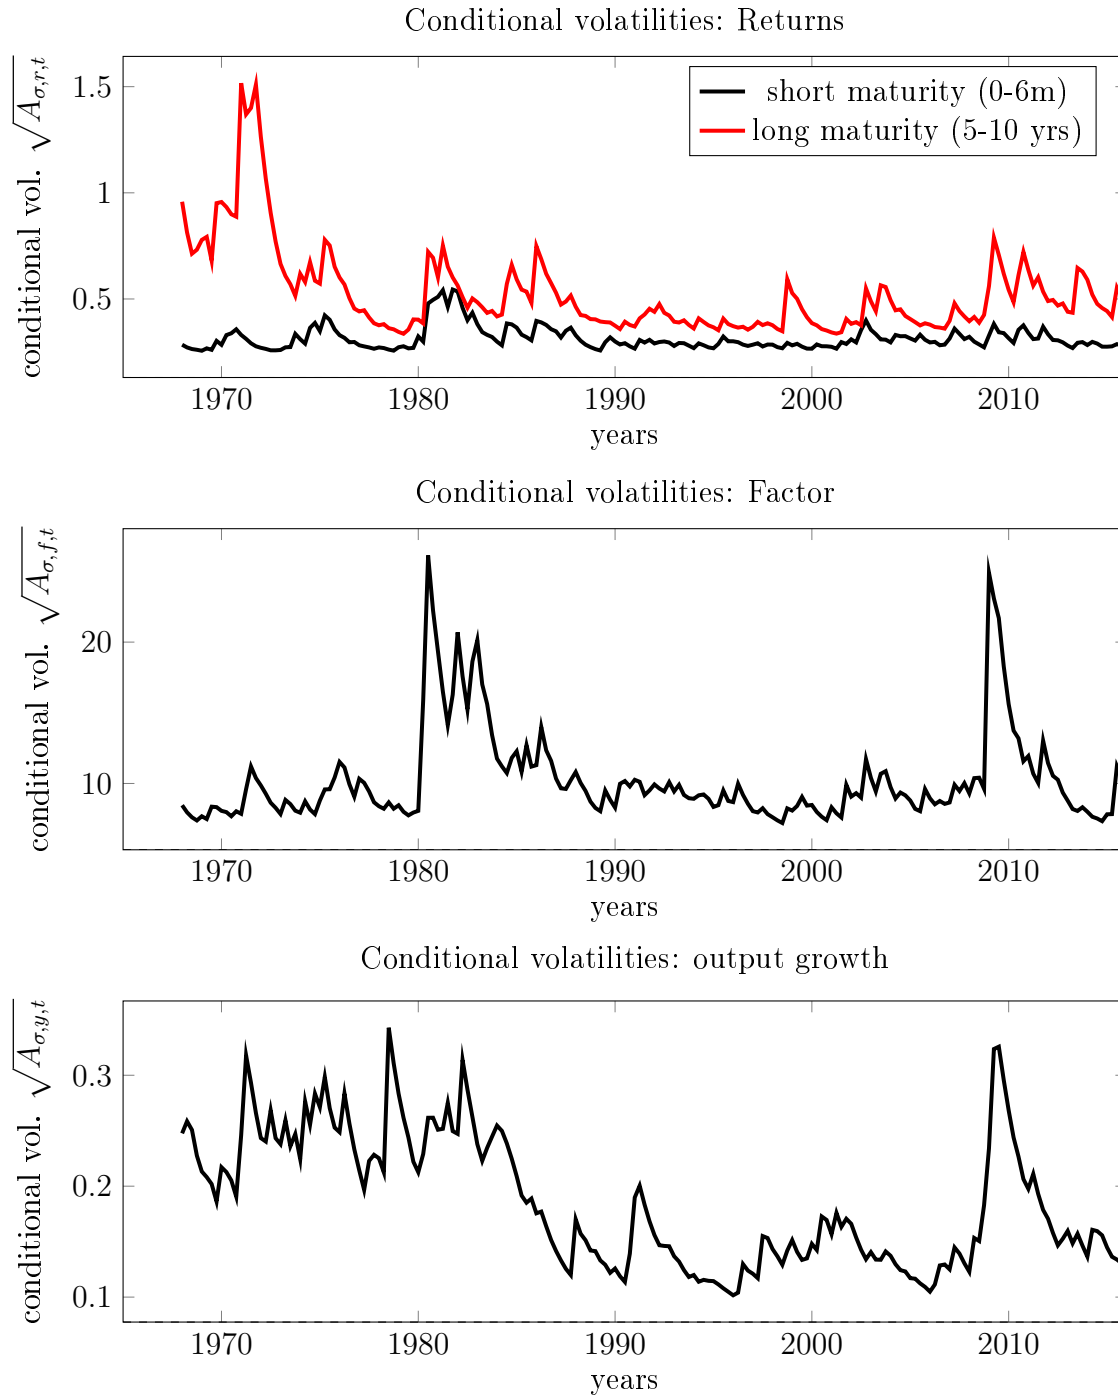 Conditional volatilities: Returns
conditional vol. √A_{σ,r,t}
1.5
1
0.5
short maturity (0-6m)
long maturity (5-10 yrs)
1970 1980 1990 2000 2010
years
Conditional volatilities: Factor
conditional vol. √A_{σ,f,t}
20
10
1970 1980 1990 2000 2010
years
Conditional volatilities: output growth
conditional vol. √A_{σ,y,t}
0.3
0.2
0.1
1970 1980 1990 2000 2010
years